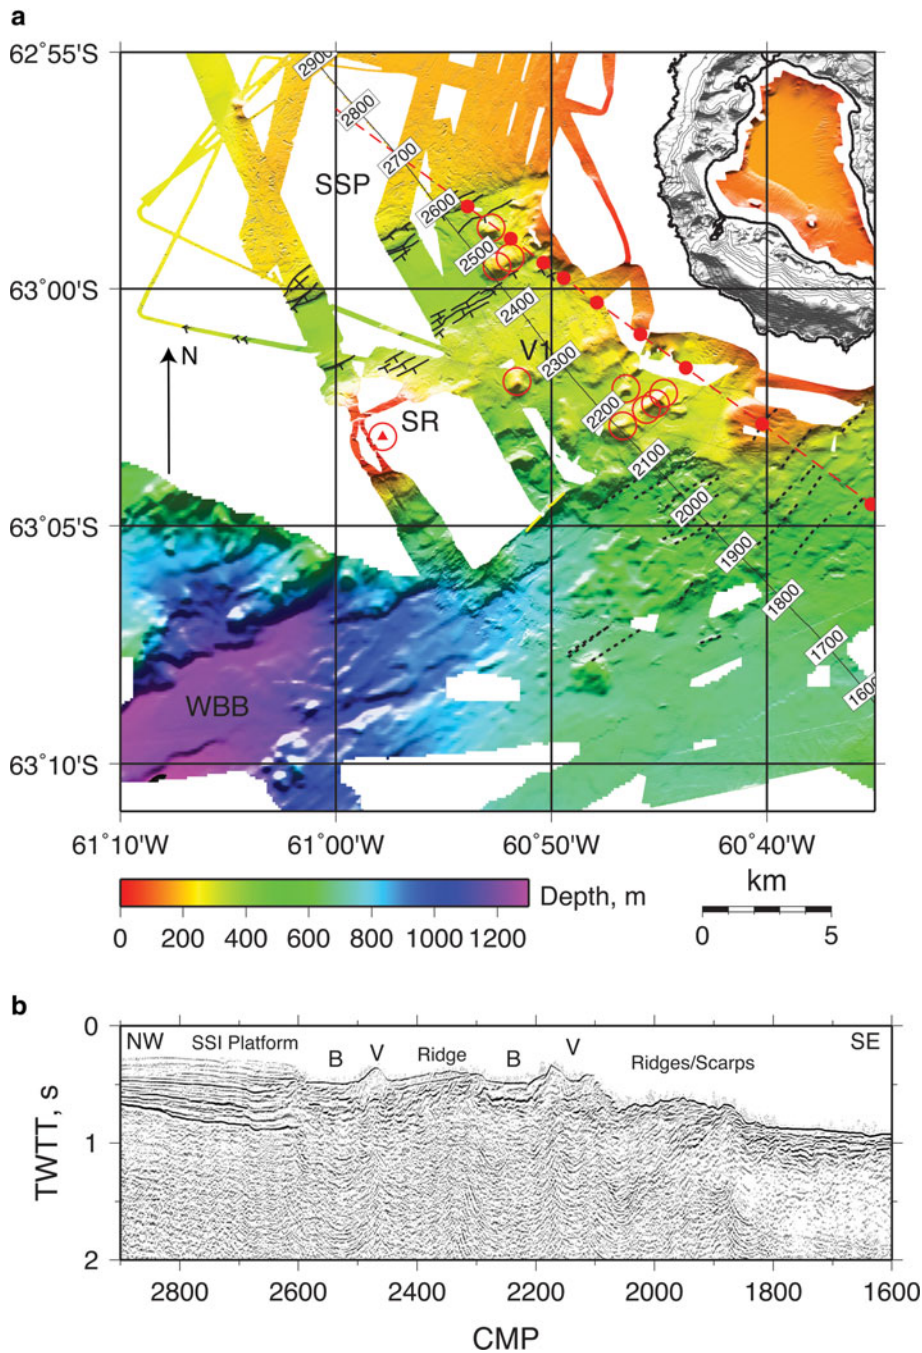 a
62°55'S
2900
2800
2700
SSP
2600
2500
63°00'S
2400
V1
2300
N
2200
SR
2100
2000
63°05'S
1900
1800
1700
1600
WBB
63°10'S
61°10'W 61°00'W 60°50'W 60°40'W
km
Depth, m
0 200 400 600 800 1000 1200
0 5
b
0
NW SSI Platform B V Ridge B V Ridges/Scarps SE
TWTT, s
1
2
2800 2600 2400 2200 2000 1800 1600
CMP